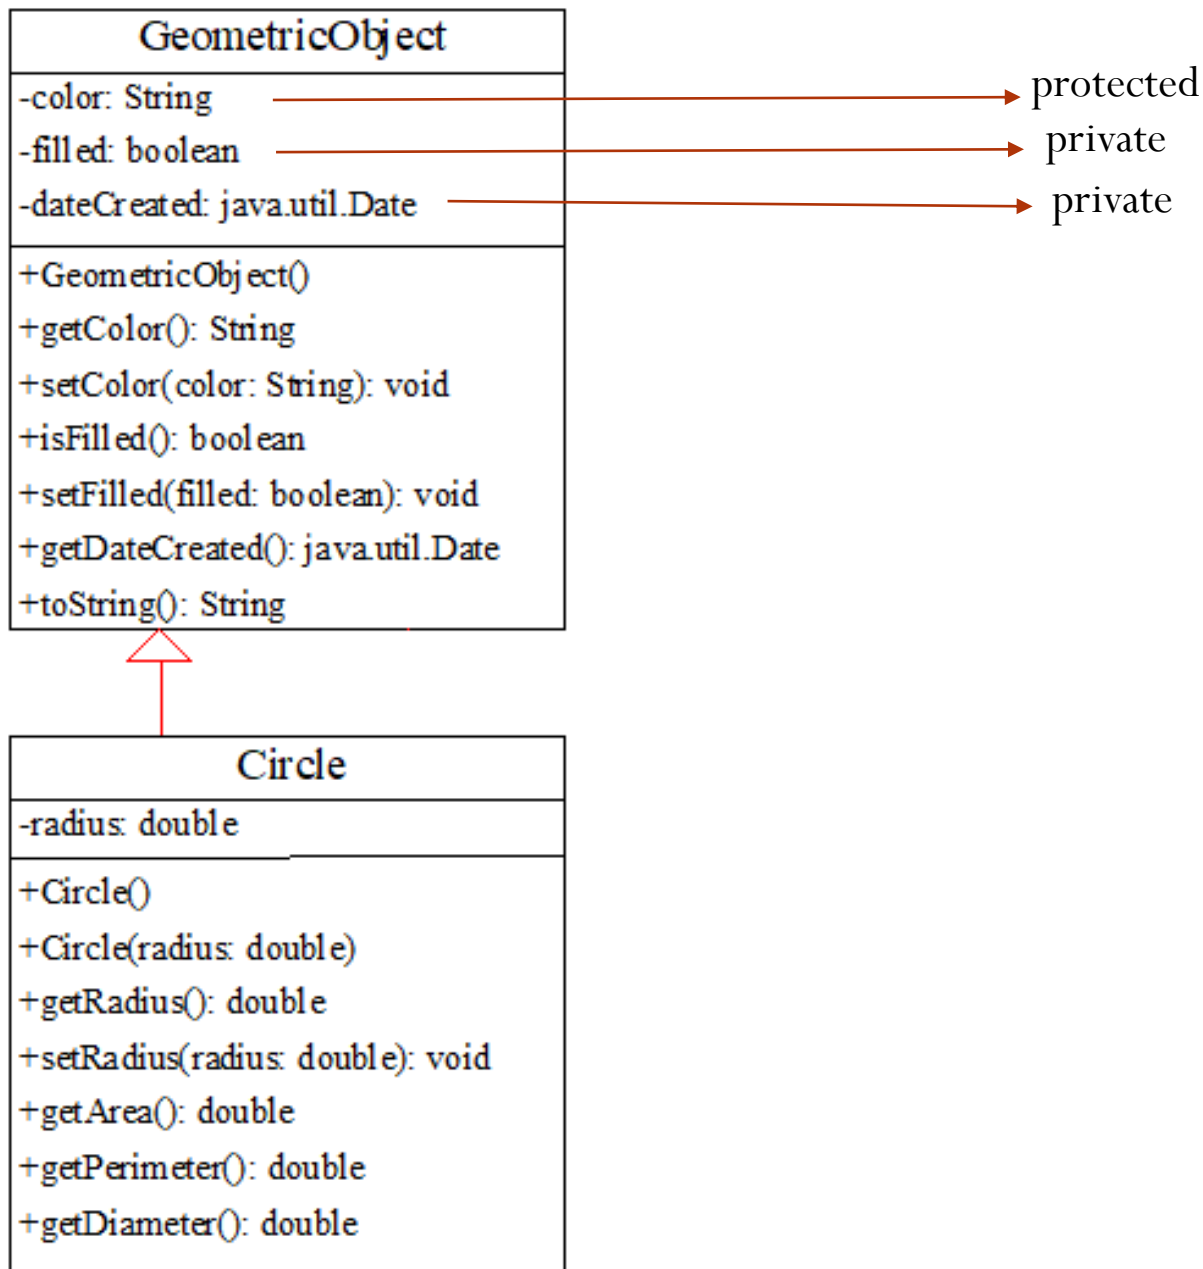 GeometricObject
-color: String
protected
-filled: boolean
private
-dateCreated: java.util.Date
private
+GeometricObject()
+getColor(): String
+setColor(color: String): void
+isFilled(): boolean
+setFilled(filled: boolean): void
+getDateCreated(): java.util.Date
+toString(): String
Circle
-radius: double
+Circle()
+Circle(radius: double)
+getRadius(): double
+setRadius(radius: double): void
+getArea(): double
+getPerimeter(): double
+getDiameter(): double